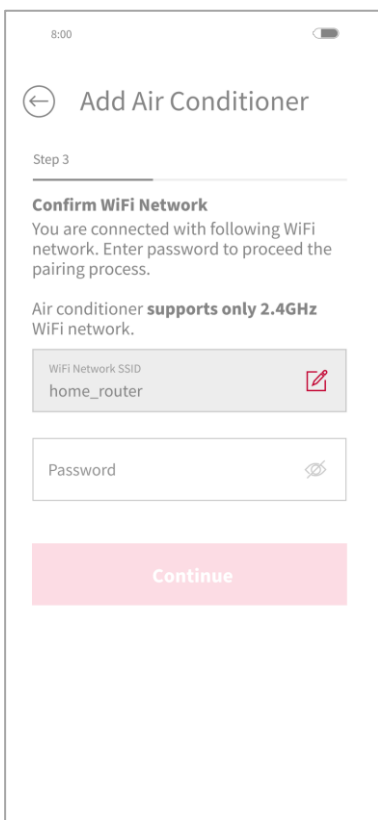 8:00
Add Air Conditioner
Step 3
Confirm WiFi Network
You are connected with following WiFi
network. Enter password to proceed the
pairing process.
Air conditioner supports only 2.4GHz
WiFi network.
WiFi Network SSID
home_router
Password
Continue